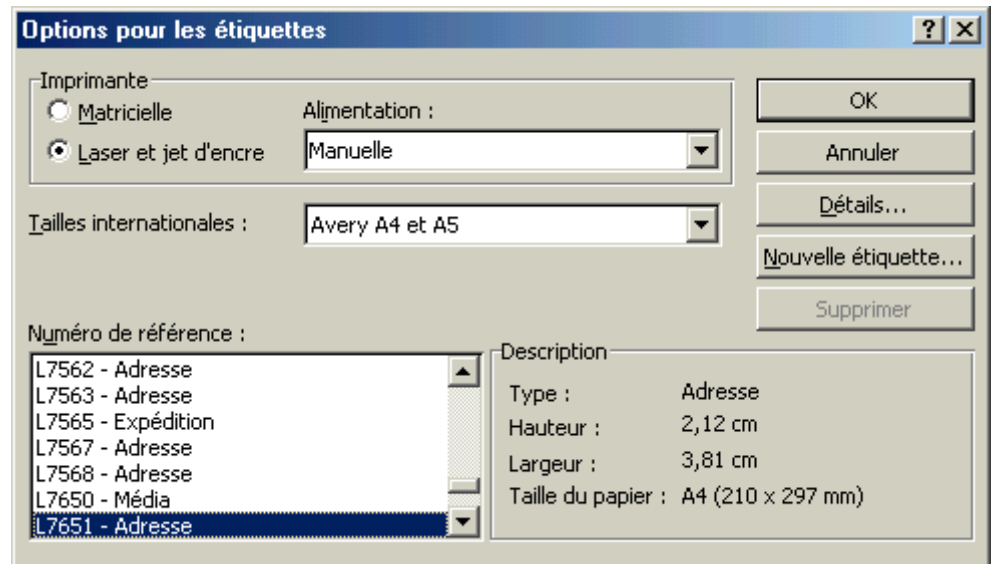 Options pour les étiquettes
Imprimante
Matricielle
Laser et jet d'encre
Alimentation :
Manuelle
OK
Annuler
Détails...
Nouvelle étiquette...
Supprimer
Tailles internationales :
Avery A4 et A5
Numéro de référence :
L7562 - Adresse
L7563 - Adresse
L7565 - Expédition
L7567 - Adresse
L7568 - Adresse
L7650 - Média
L7651 - Adresse
Description
Type : Adresse
Hauteur : 2,12 cm
Largeur : 3,81 cm
Taille du papier : A4 (210 x 297 mm)